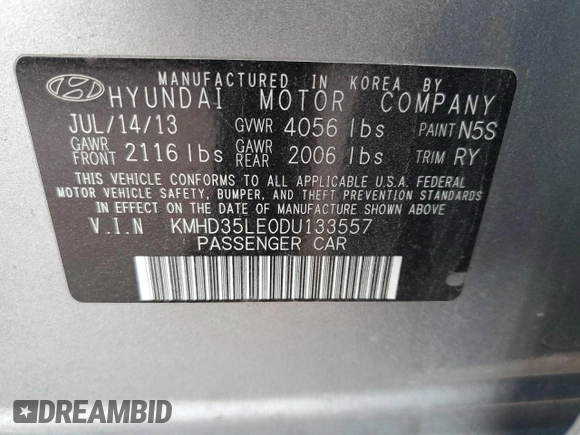 MANUFACTURED IN KOREA BY
HYUNDAI MOTOR COMPANY
JUL/14/13 GVWR 4056 lbs PAINT N5S
GAWR FRONT 2116 lbs GAWR REAR 2006 lbs TRIM RY
THIS VEHICLE CONFORMS TO ALL APPLICABLE U.S.A. FEDERAL
MOTOR VEHICLE SAFETY, BUMPER, AND THEFT PREVENTION STANDARDS
IN EFFECT ON THE DATE OF MANUFACTURE SHOWN ABOVE
V.I.N KMHD35LE0DU133557
PASSENGER CAR
DREAMBID